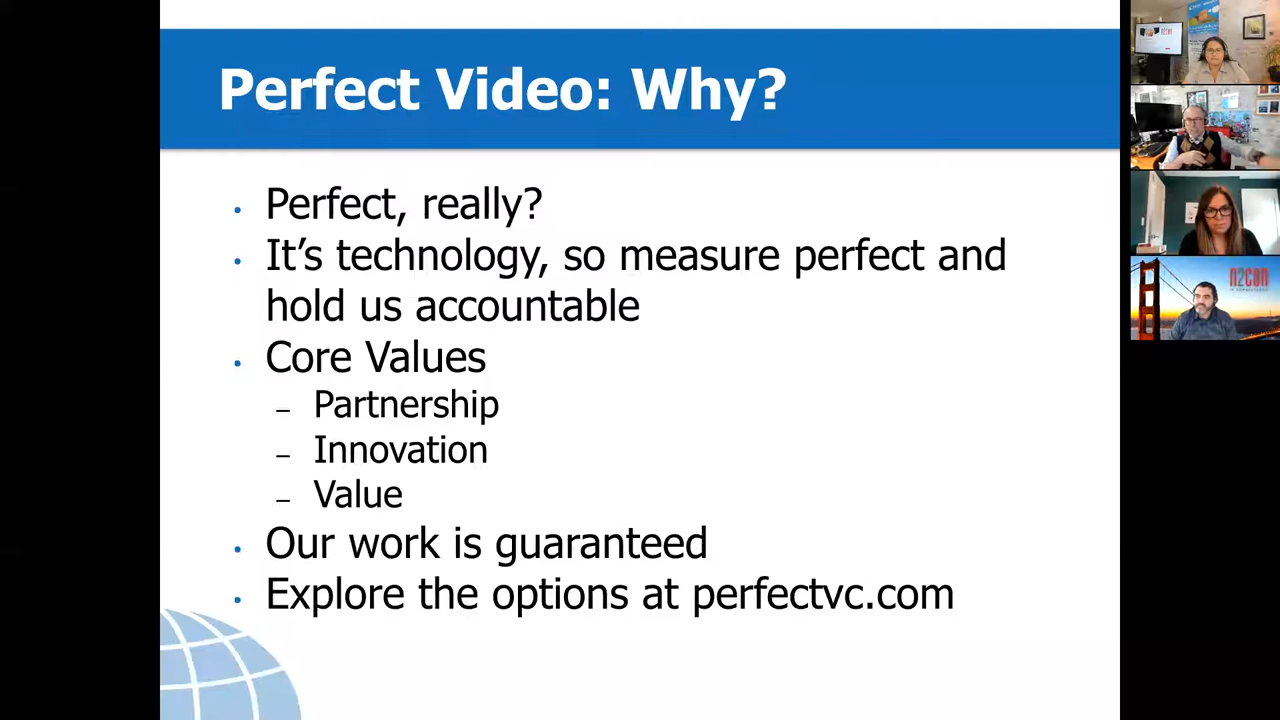 Perfect Video: Why?
• Perfect, really?
• It’s technology, so measure perfect and
hold us accountable
• Core Values
– Partnership
– Innovation
– Value
• Our work is guaranteed
• Explore the options at perfectvc.com
N2CON